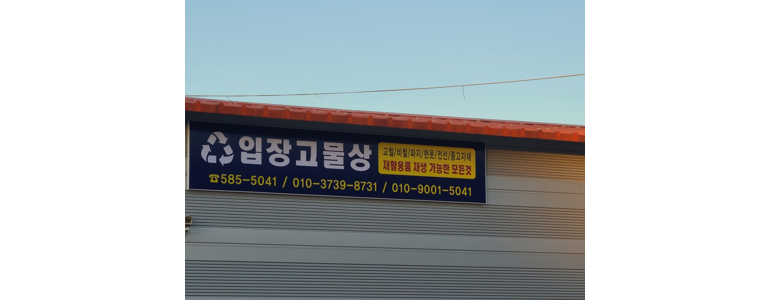 입장고물상
고철/비철/파지/헌옷/전선/중고자재
재활용품 재생 가능한 모든것
☎585-5041 / 010-3739-8731 / 010-9001-5041